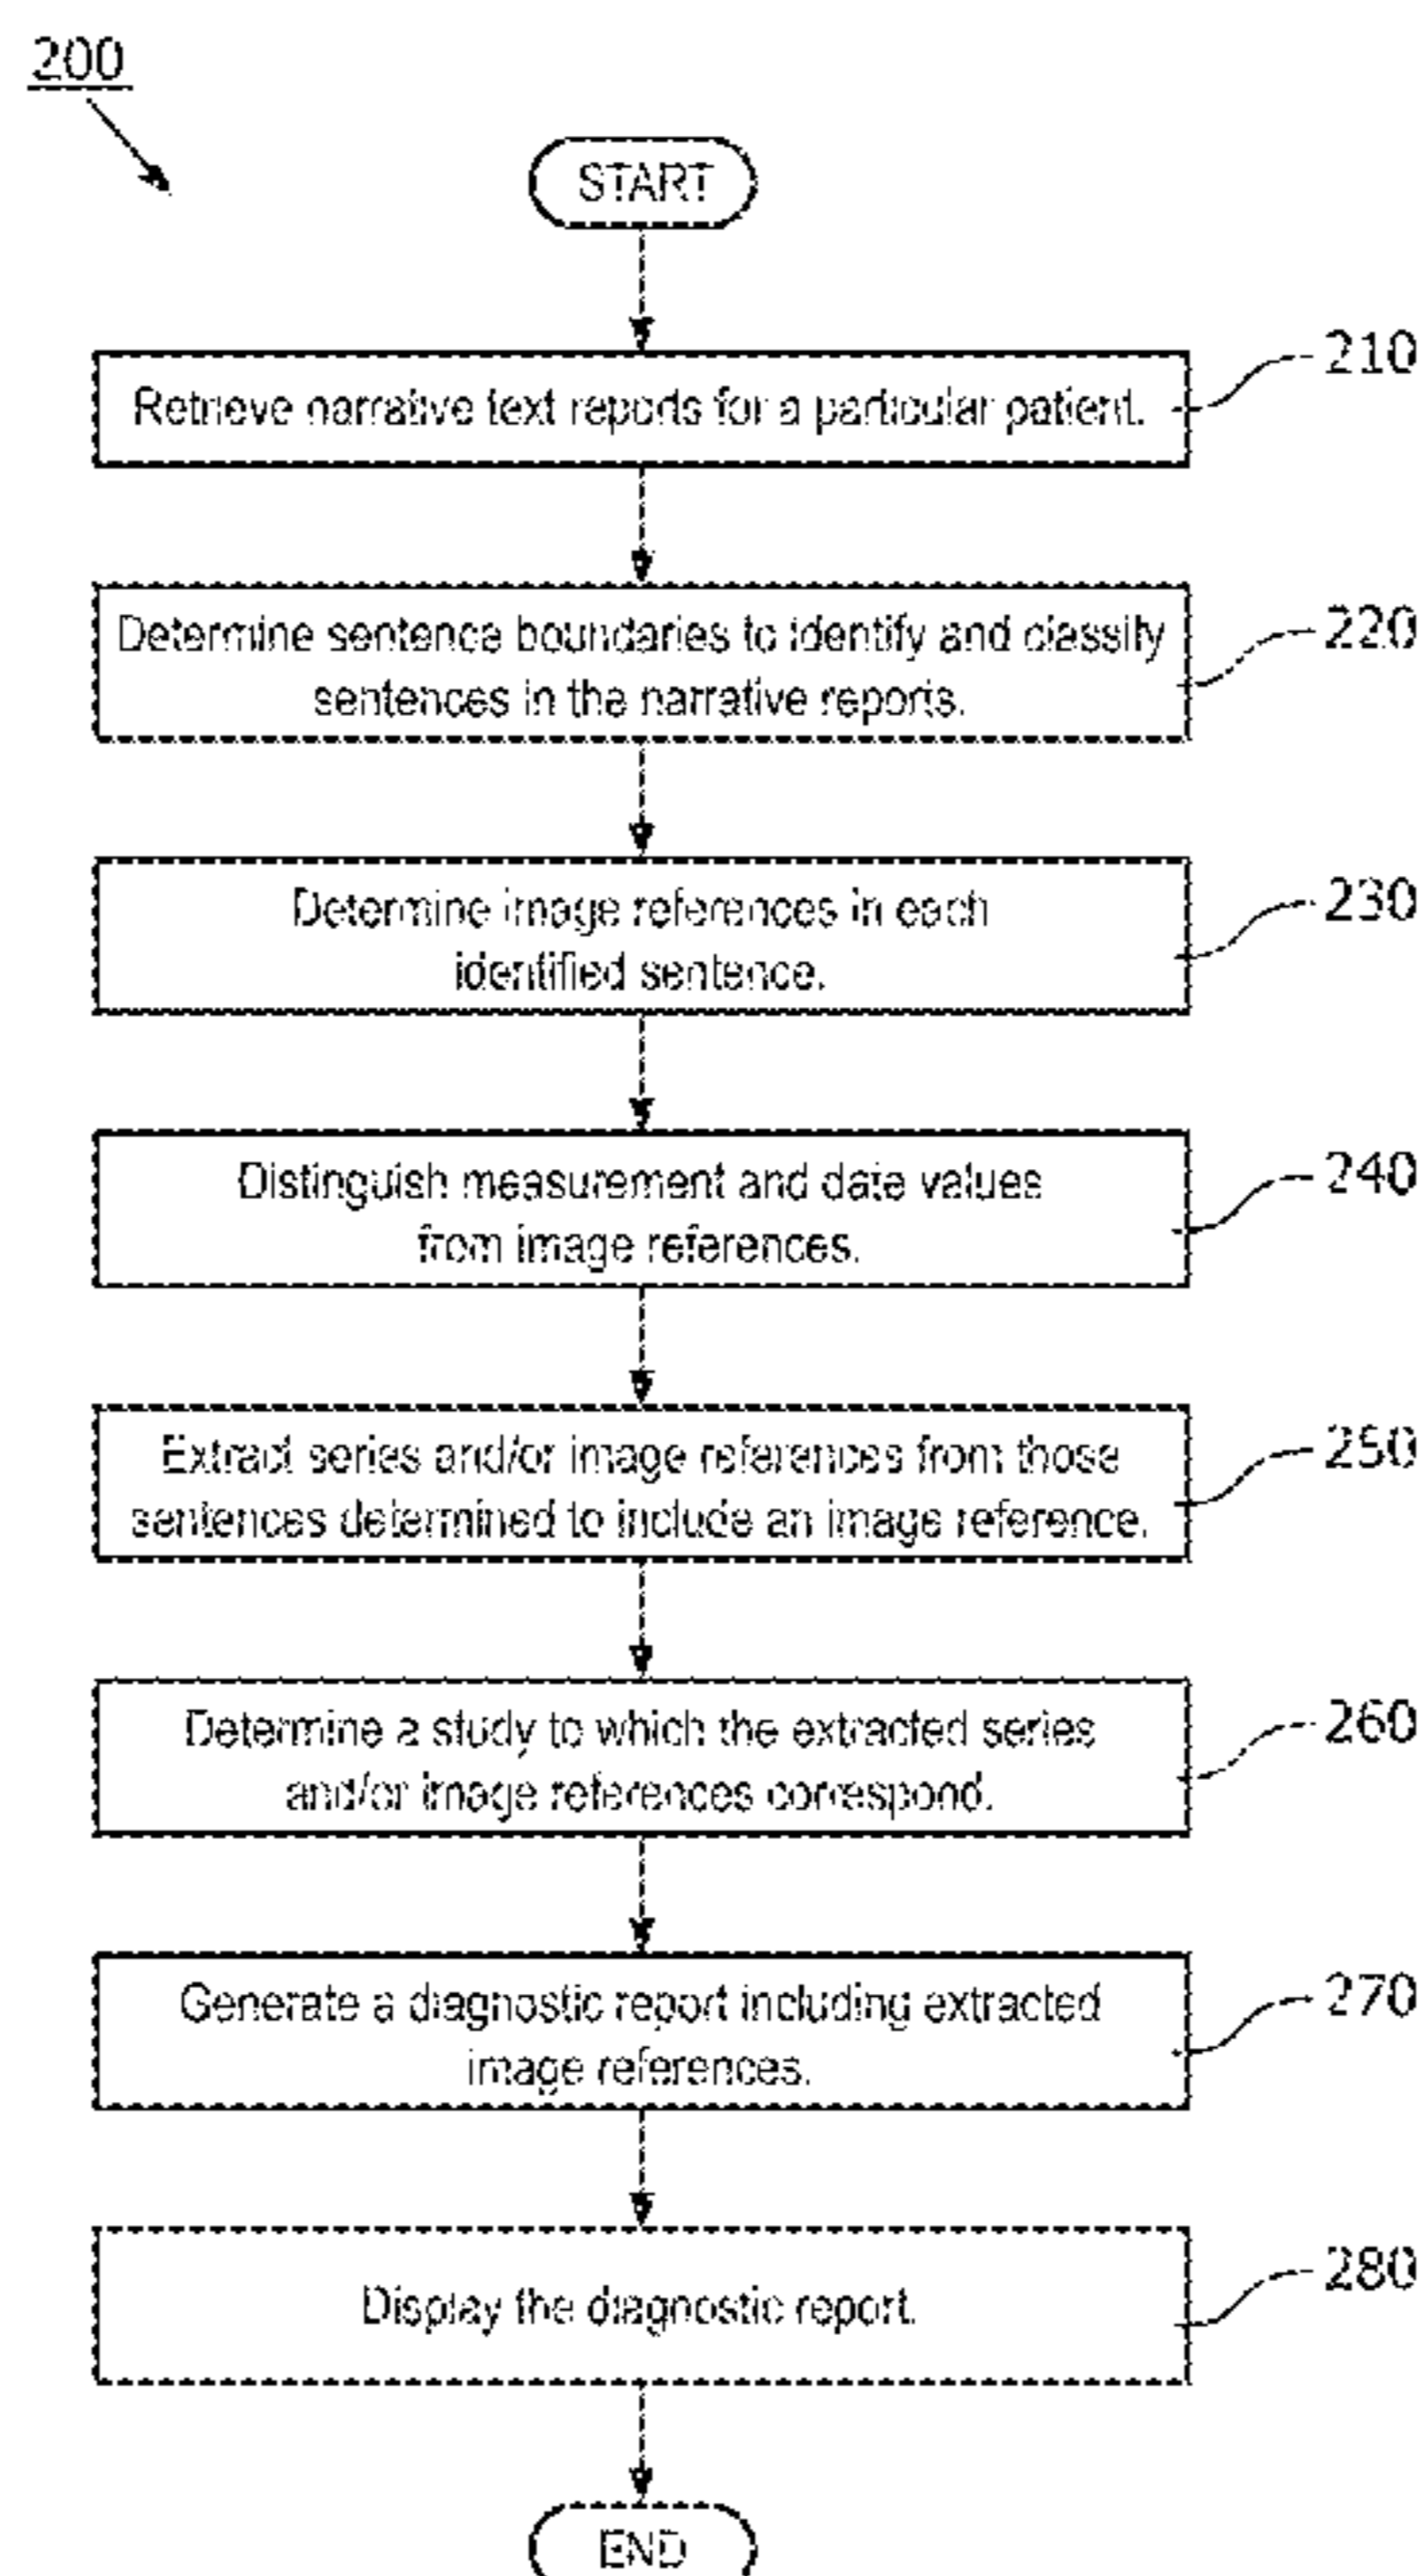 200
START
210
Retrieve narrative text reports for a particular patient.
220
Determine sentence boundaries to identify and classify
sentences in the narrative reports.
230
Determine image references in each
identified sentence.
240
Distinguish measurement and date values
from image references.
250
Extract series and/or image references from those
sentences determined to include an image reference.
260
Determine a study to which the extracted series
and/or image references correspond.
270
Generate a diagnostic report including extracted
image references.
280
Display the diagnostic report.
END